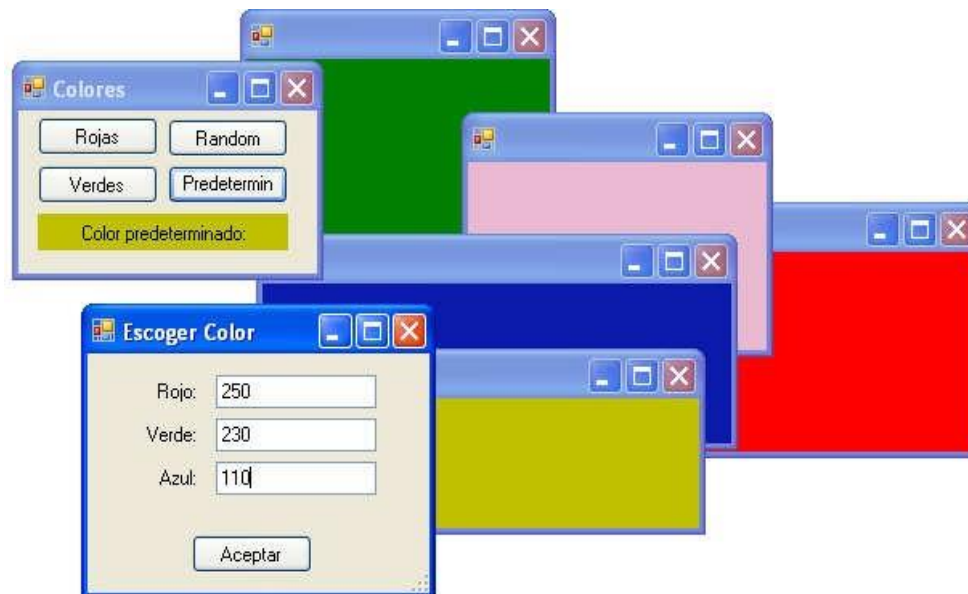 Colores
Rojas
Random
Verdes
Predetermin
Color predeterminado:
Escoger Color
Rojo: 250
Verde: 230
Azul: 110
Aceptar